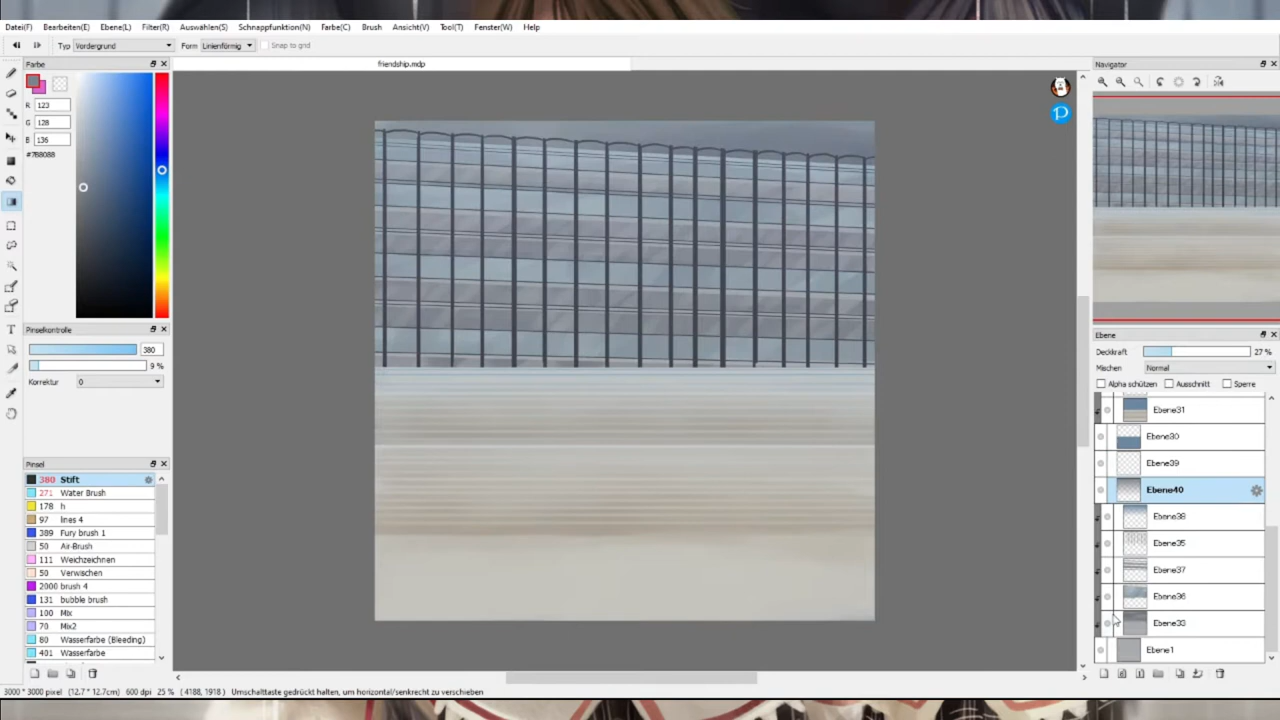 Datei(F) Bearbeiten(E) Ebene(L) Filter(R) Auswählen(S) Schnappfunktion(N) Farbe(C) Brush Ansicht(V) Tool(T) Fenster(W) Help
Typ Vordergrund Form Linienförmig Snap to grid
Farbe
friendship.mdp
Navigator
R 123
G 128
B 136
#7B8088
Pinselkontrolle
380
9 %
Korrektur 0
Pinsel
380 Stift
271 Water Brush
178 h
97 lines 4
389 Fury brush 1
50 Air-Brush
111 Weichzeichnen
50 Verwischen
2000 brush 4
131 bubble brush
100 Mix
70 Mix2
80 Wasserfarbe (Bleeding)
401 Wasserfarbe
Ebene
Deckkraft 27 %
Mischen Normal
Alpha schützen Ausschnitt Sperre
Ebene31
Ebene30
Ebene39
Ebene40
Ebene38
Ebene35
Ebene37
Ebene36
Ebene33
Ebene1
3000 * 3000 pixel (12.7 * 12.7cm) 600 dpi 25 % ( 4188, 1918 ) Umschalttaste gedrückt halten, um horizontal/senkrecht zu verschieben